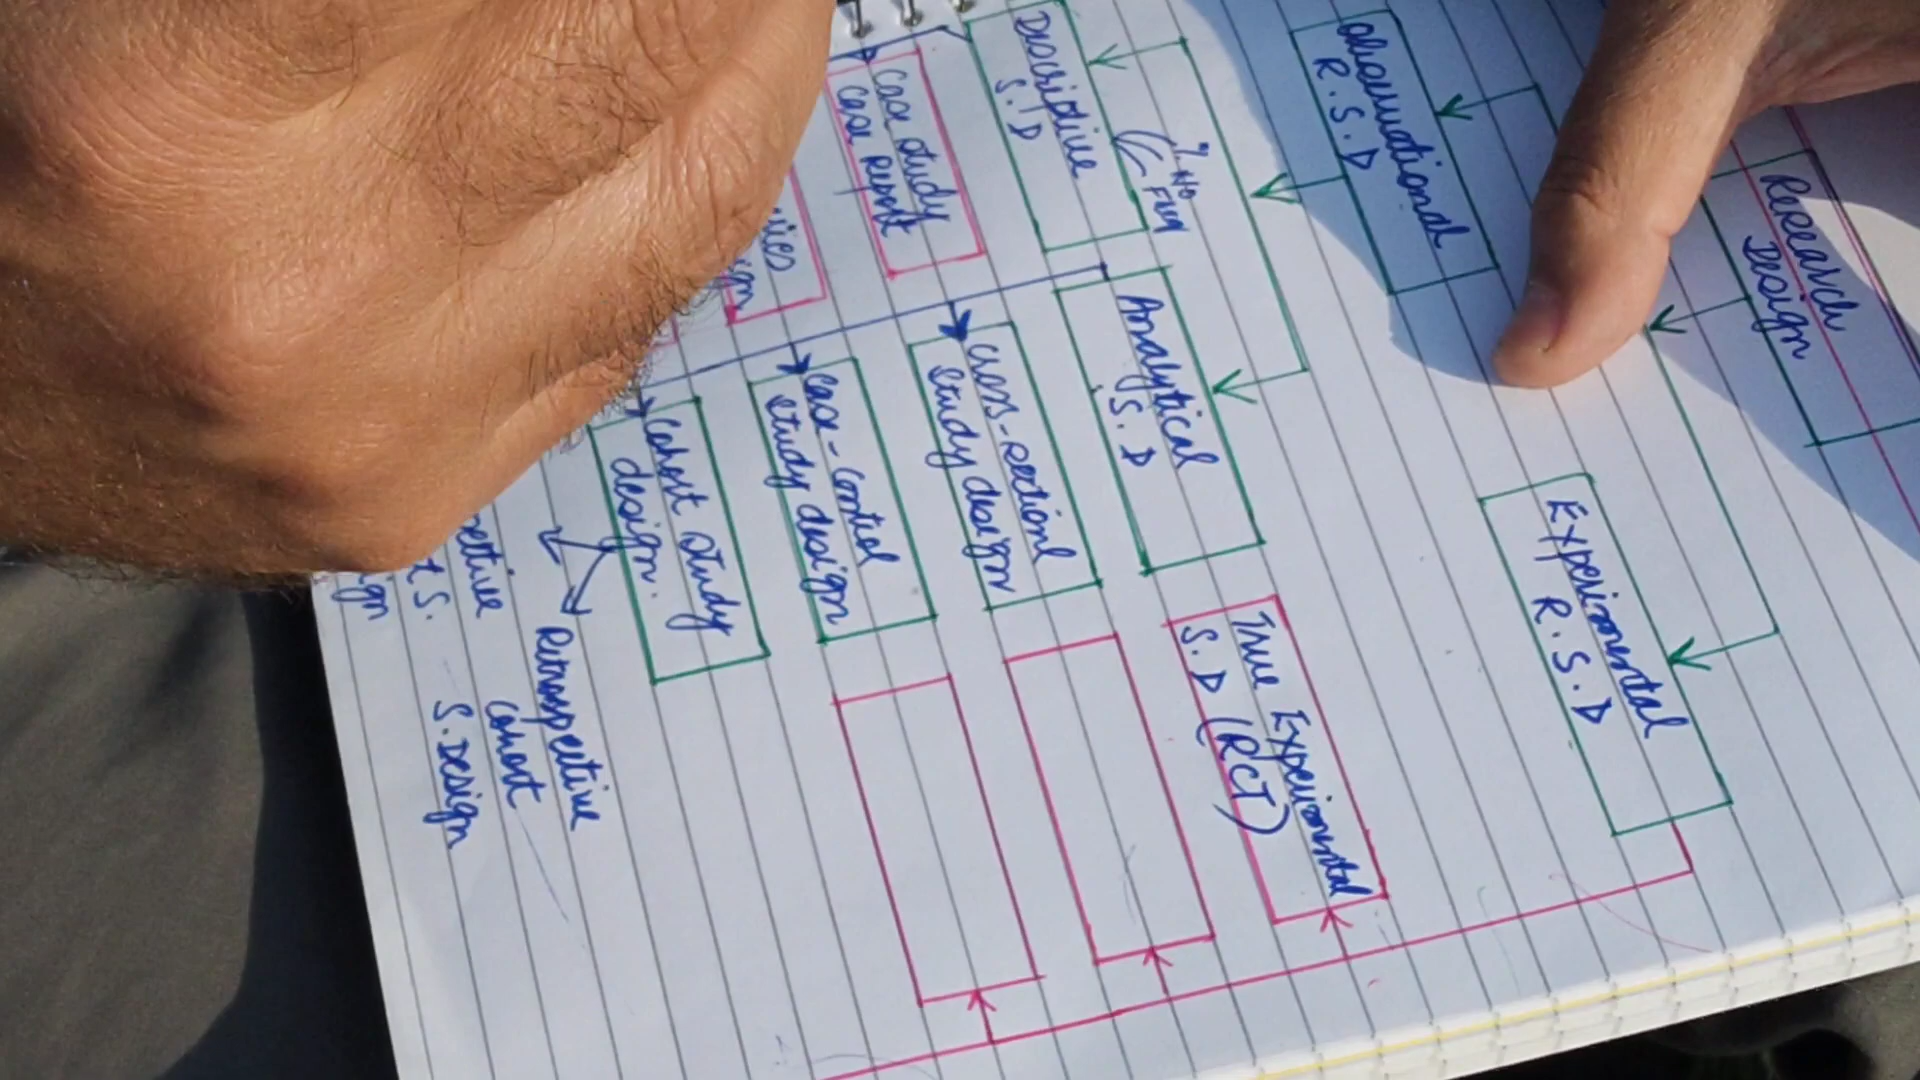 Research
Design
Observational
R.S.D
Experimental
R.S.D
% No
Descriptive
S.D
Analytical
S.D
True Experimental
S.D (RCT)
Case study
Case Report
Cross-sectional
study design
Case-Control
study design
Cohort study
design.
Retrospective
Cohort
S.Design